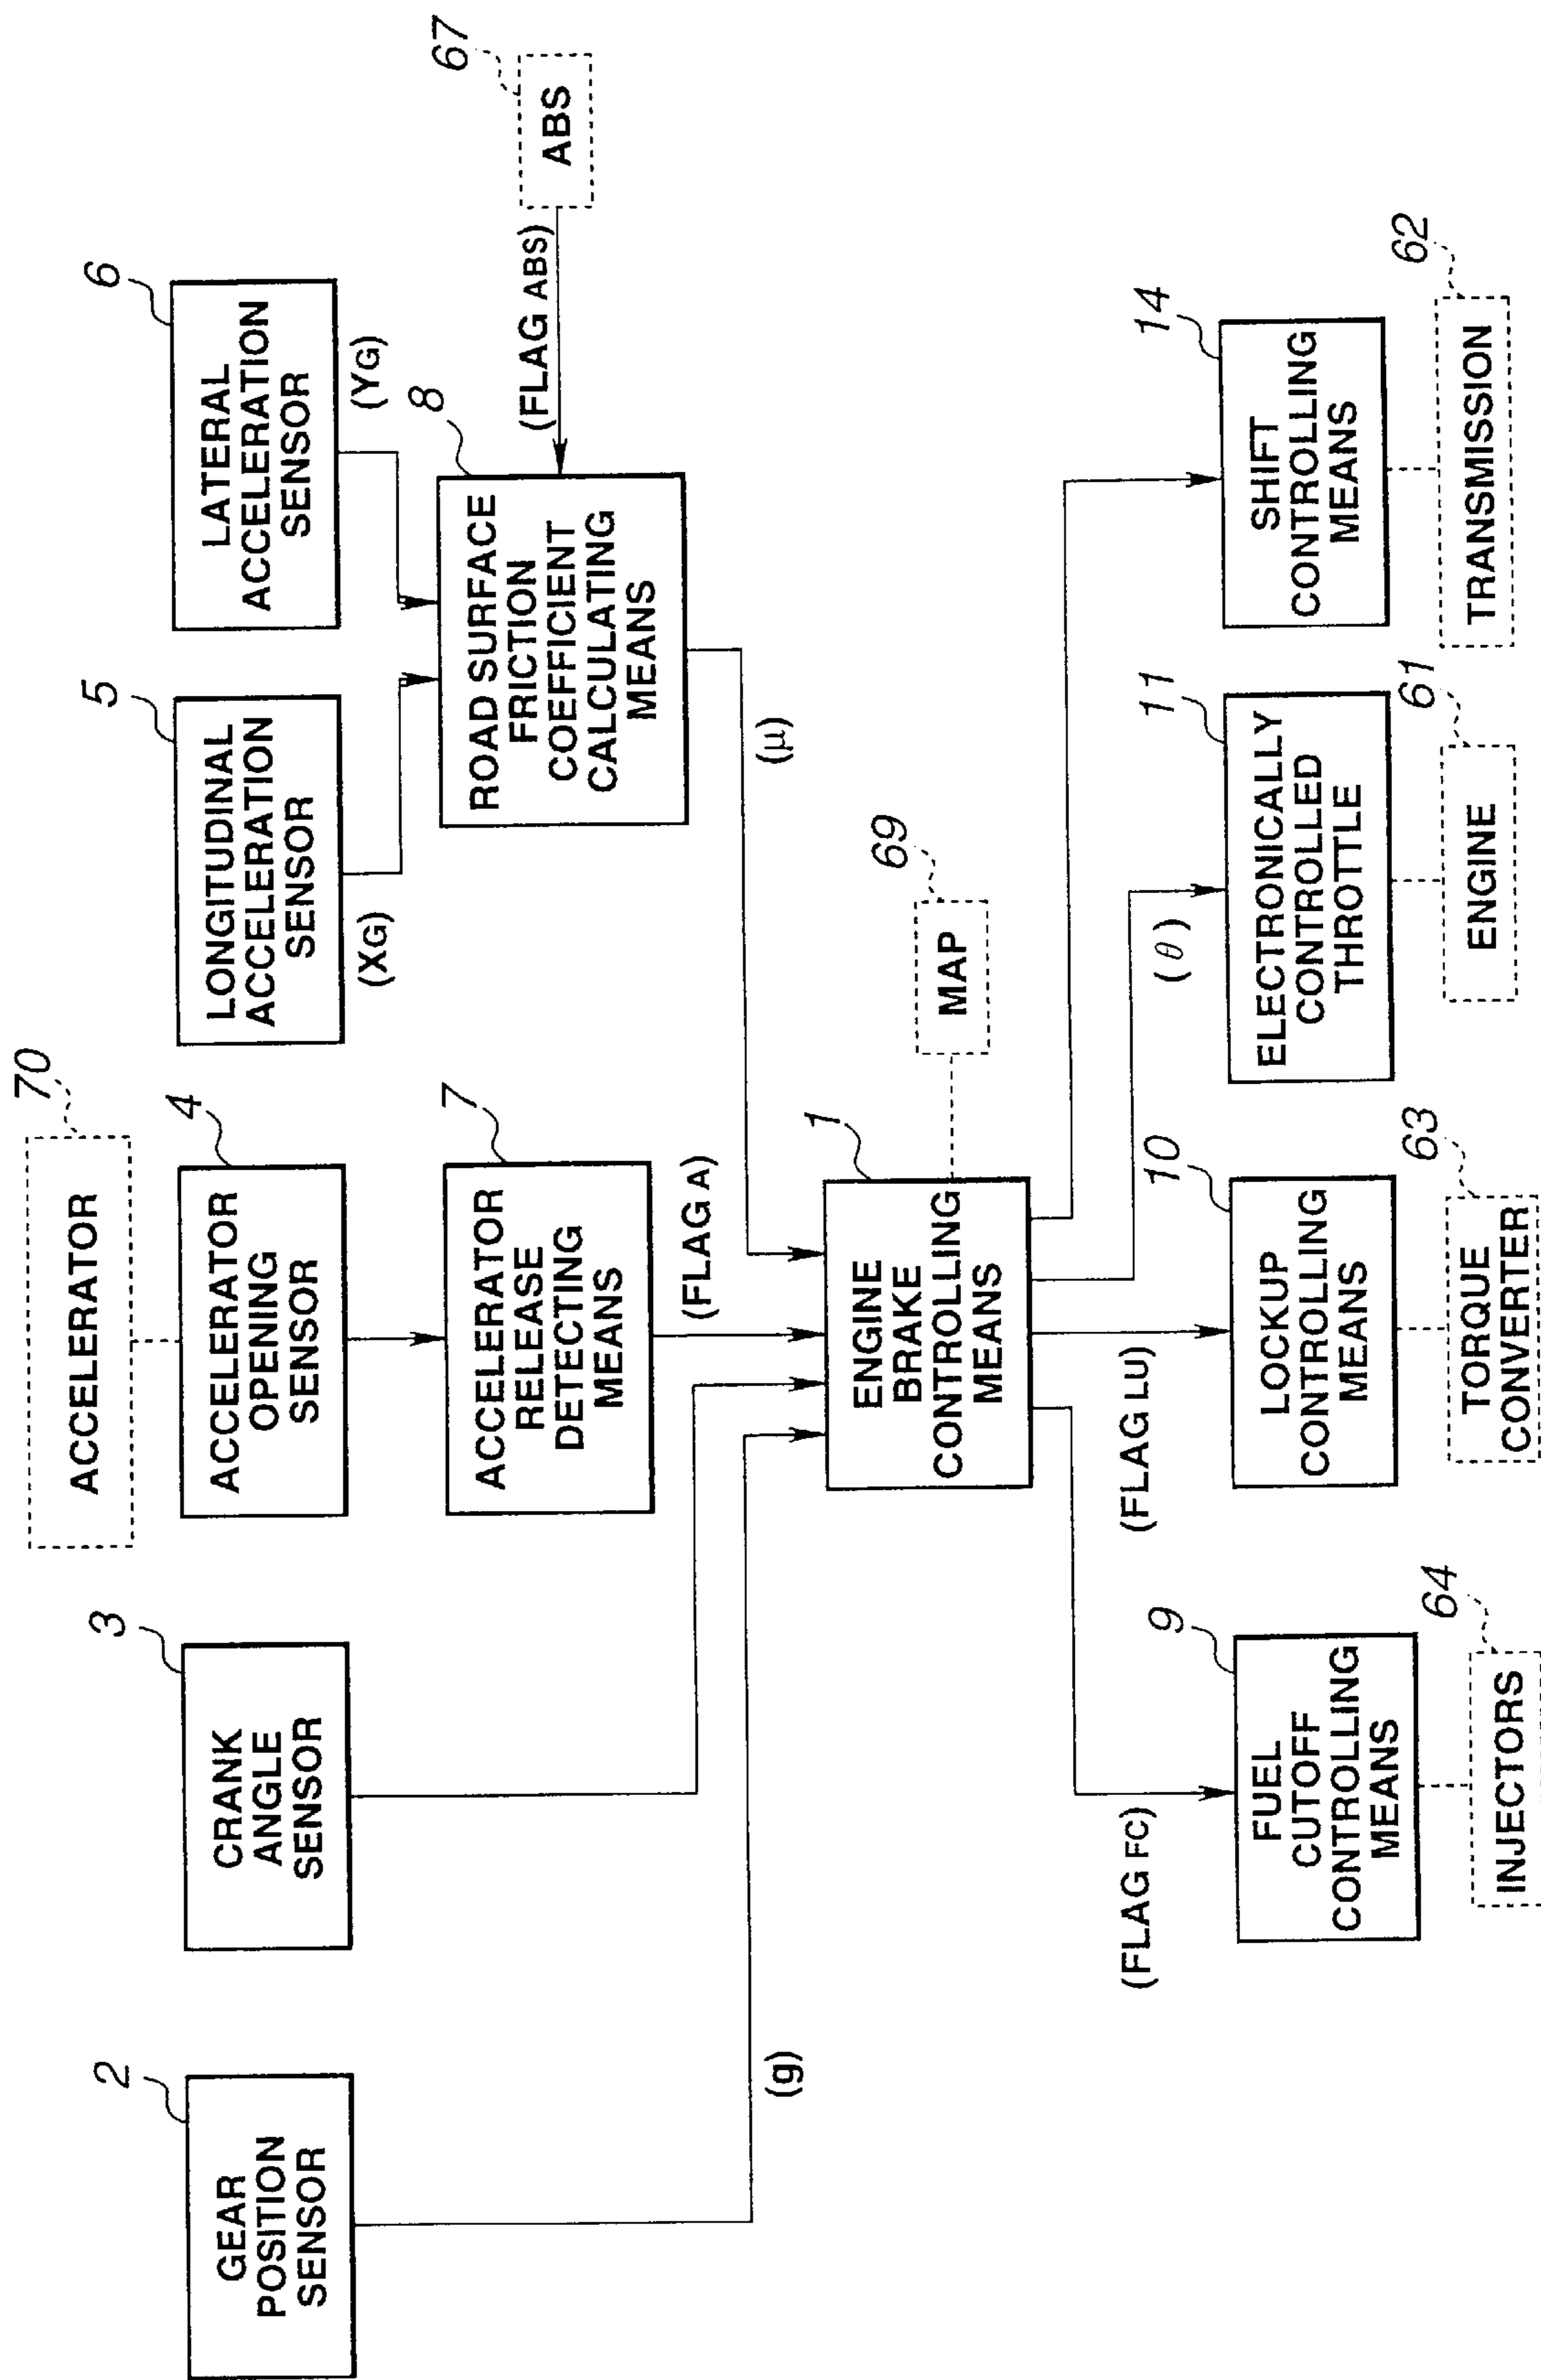 70
ACCELERATOR
2
GEAR
POSITION
SENSOR
3
CRANK
ANGLE
SENSOR
4
ACCELERATOR
OPENING
SENSOR
5
LONGITUDINAL
ACCELERATION
SENSOR
6
LATERAL
ACCELERATION
SENSOR
(XG)
(YG)
67
ABS
(FLAG ABS)
7
ACCELERATOR
RELEASE
DETECTING
MEANS
8
ROAD SURFACE
FRICTION
COEFFICIENT
CALCULATING
MEANS
(g)
(FLAG A)
(μ)
1
ENGINE
BRAKE
CONTROLLING
MEANS
69
MAP
(FLAG FC)
(FLAG LU)
(θ)
9
FUEL
CUTOFF
CONTROLLING
MEANS
10
LOCKUP
CONTROLLING
MEANS
11
ELECTRONICALLY
CONTROLLED
THROTTLE
14
SHIFT
CONTROLLING
MEANS
64
INJECTORS
63
TORQUE
CONVERTER
61
ENGINE
62
TRANSMISSION